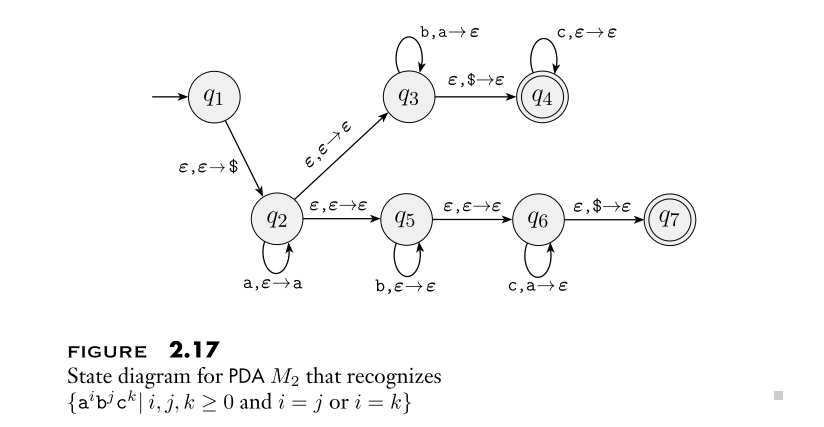 b,a→ε
c,ε→ε
q3
ε,$→ε
q4
q1
ε,ε→ε
ε,ε→$
q2
ε,ε→ε
q5
ε,ε→ε
q6
ε,$→ε
q7
a,ε→a
b,ε→ε
c,a→ε
FIGURE 2.17
State diagram for PDA M₂ that recognizes
{aⁱbʲcᵏ| i, j, k ≥ 0 and i = j or i = k}